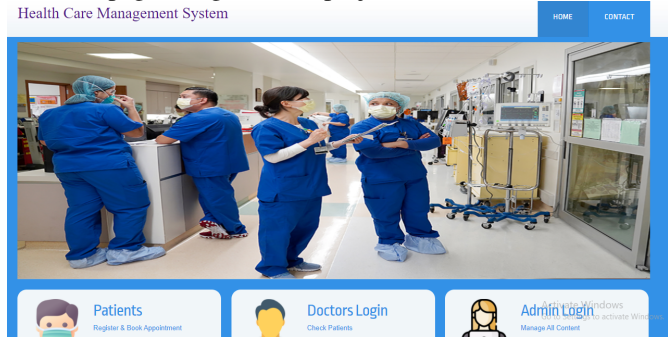 Health Care Management System
HOME
CONTACT
Patients
Register & Book Appointment
Doctors Login
Check Patients
Admin Login
Manage All Content
Activate Windows
Go to Settings to activate Windows.